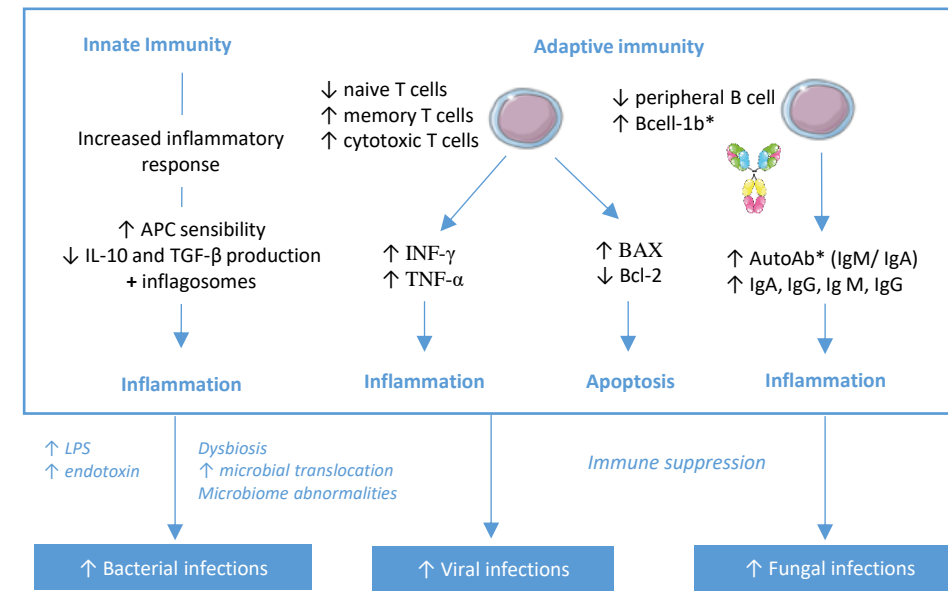 Innate Immunity
Increased inflammatory
response
↑ APC sensibility
↓ IL-10 and TGF-β production
+ inflagosomes
Inflammation
Adaptive immunity
↓ naive T cells
↑ memory T cells
↑ cytotoxic T cells
↑ INF-γ
↑ TNF-α
Inflammation
↑ BAX
↓ Bcl-2
Apoptosis
↓ peripheral B cell
↑ Bcell-1b*
↑ AutoAb* (IgM/ IgA)
↑ IgA, IgG, Ig M, IgG
Inflammation
↑ LPS
↑ endotoxin
Dysbiosis
↑ microbial translocation
Microbiome abnormalities
Immune suppression
↑ Bacterial infections
↑ Viral infections
↑ Fungal infections